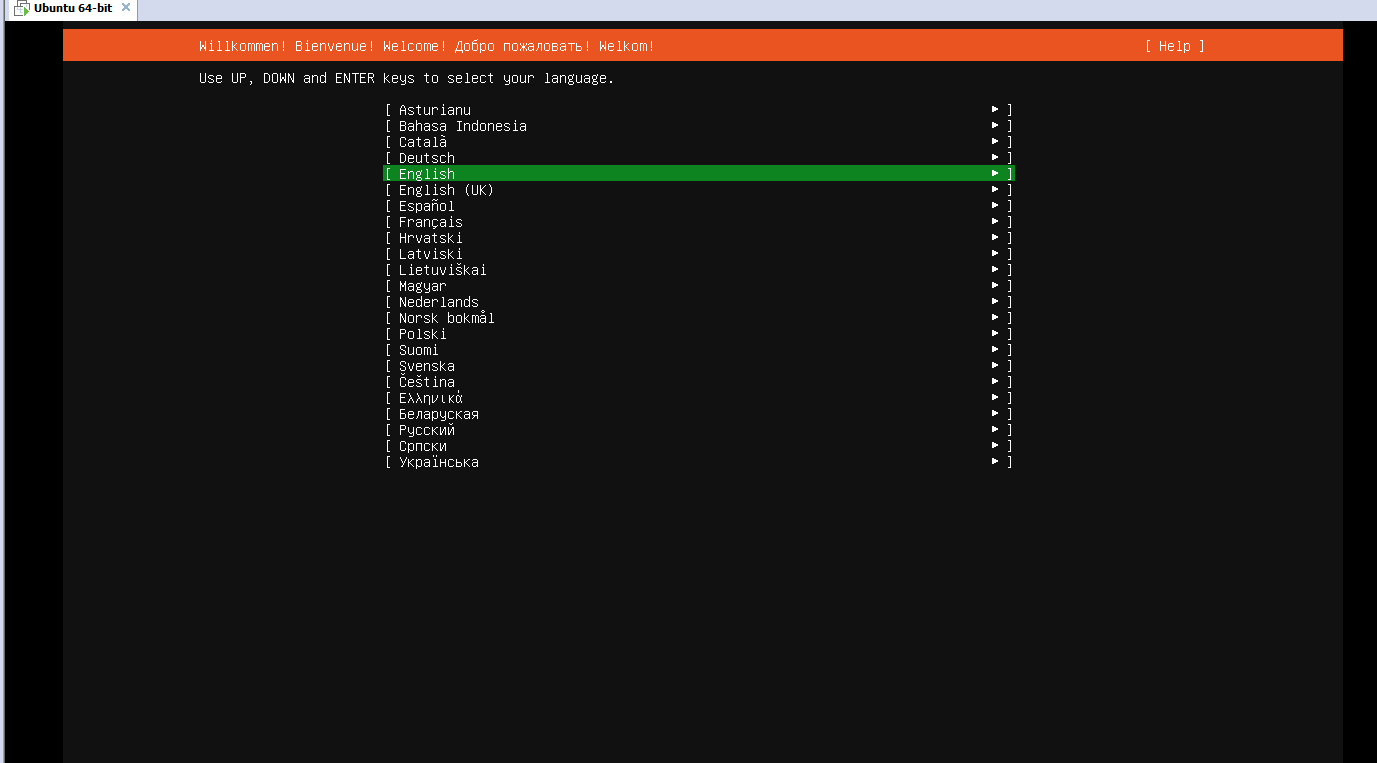 Ubuntu 64-bit ×
Willkommen! Bienvenue! Welcome! Добро пожаловать! Welkom! [ Help ]
Use UP, DOWN and ENTER keys to select your language.
[ Asturianu ► ]
[ Bahasa Indonesia ► ]
[ Català ► ]
[ Deutsch ► ]
[ English ► ]
[ English (UK) ► ]
[ Español ► ]
[ Français ► ]
[ Hrvatski ► ]
[ Latviski ► ]
[ Lietuviškai ► ]
[ Magyar ► ]
[ Nederlands ► ]
[ Norsk bokmål ► ]
[ Polski ► ]
[ Suomi ► ]
[ Svenska ► ]
[ Čeština ► ]
[ Ελληνικά ► ]
[ Беларуская ► ]
[ Русский ► ]
[ Српски ► ]
[ Українська ► ]